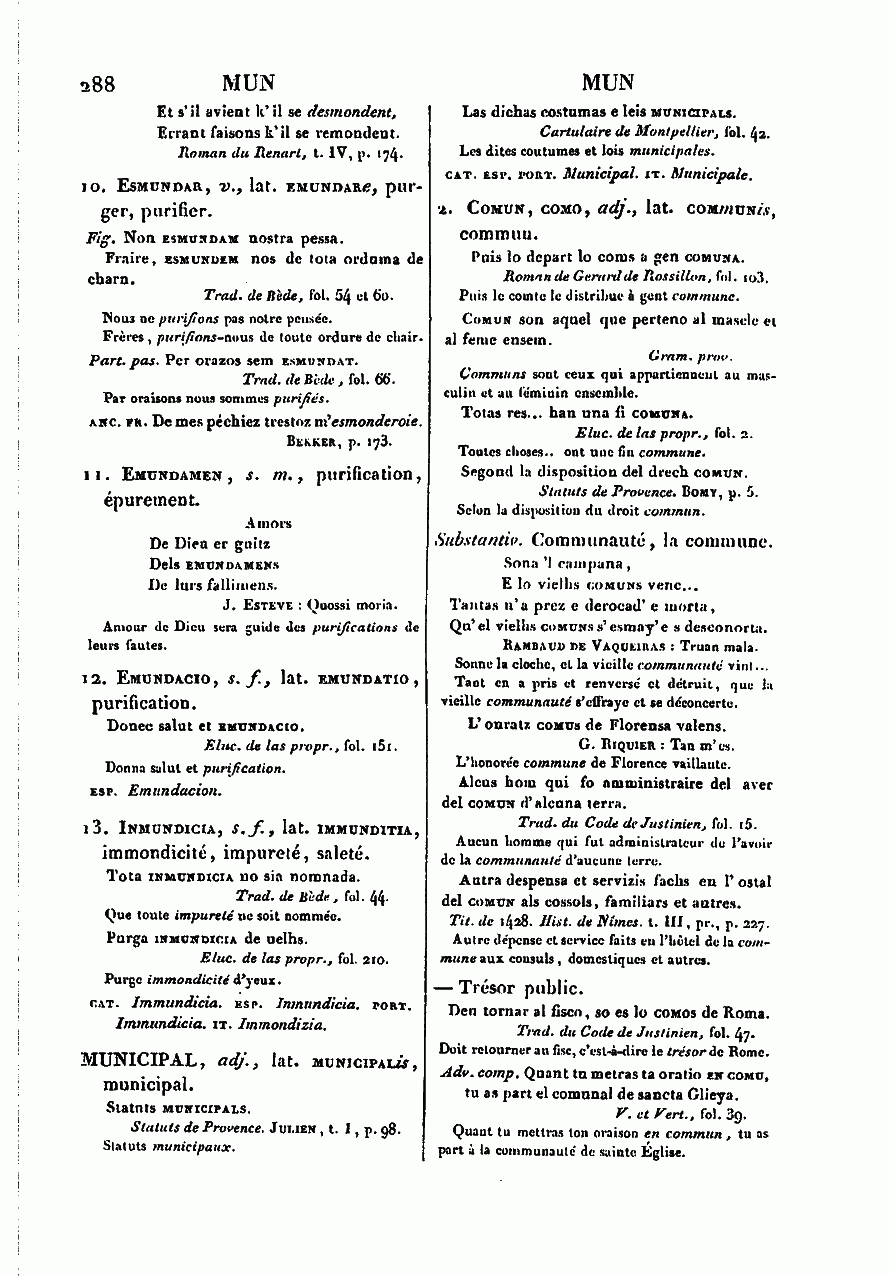 288 MUN MUN
Et s'il avient k'il se desmondent,
Errant faisons k'il se remondent.
Roman du Renart, t. IV, p. 174.
10. Esmundar, v., lat. emundare, pur-
ger, purifier.
Fig. Non esmundam nostra pessa.
Fraire, esmundem nos de tota orduma de
charn.
Trad. de Bède, fol. 54 et 60.
Nous ne purifions pas notre pensée.
Frères, purifions-nous de toute ordure de chair.
Part. pas. Per orazos sem esmundat.
Trad. de Bède, fol. 66.
Par oraisons nous sommes purifiés.
anc. fr. De mes péchiez trestoz m'esmonderoie.
Bekker, p. 173.
11. Emundamen, s. m., purification,
épurement.
Amors
De Dieu er guitz
Dels emundamens
De lurs fallimens.
J. Esteve : Quossi moria.
Amour de Dieu sera guide des purifications de
leurs fautes.
12. Emundacio, s. f., lat. emundatio,
purification.
Donec salut et emundacio.
Eluc. de las propr., fol. 151.
Donna salut et purification.
esp. Emundacion.
13. Inmundicia, s. f., lat. immunditia,
immondicité, impureté, saleté.
Tota inmundicia no sia nomnada.
Trad. de Bède, fol. 44.
Que toute impureté ne soit nommée.
Purga inmundicia de uelhs.
Eluc. de las propr., fol. 210.
Purge immondicité d'yeux.
cat. Immundicia. esp. Inmundicia. port.
Immundicia. it. Immondizia.
MUNICIPAL, adj., lat. municipalis,
municipal.
Statuts municipals.
Statuts de Provence. Julien, t. I, p. 98.
Statuts municipaux.
Las dichas costumas e leis municipals.
Cartulaire de Montpellier, fol. 42.
Les dites coutumes et lois municipales.
cat. esp. port. Municipal. it. Municipale.
2. Comun, como, adj., lat. communis,
commun.
Puis lo depart lo coms a gen comuna.
Roman de Gerard de Rossillon, fol. 103.
Puis le comte le distribue à gent commune.
Comun son aquel que perteno al mascle et
al feme ensem.
Gram. prov.
Communs sont ceux qui appartiennent au mas-
culin et au féminin ensemble.
Totas res... han una fi comuna.
Eluc. de las propr., fol. 2.
Toutes choses.. ont une fin commune.
Segond la disposition del drech comun.
Statuts de Provence. Bomy, p. 5.
Selon la disposition du droit commun.
Substantiv. Communauté, la commune.
Sona 'l campana,
E lo vielhs comuns venc...
Tantas n'a prez e derocad' e morta,
Qu'el vielhs comuns s'esmay'e s desconorta.
Rambaud de Vaqueiras : Truan mala.
Sonne la cloche, et la vieille communauté vint...
Tant en a pris et renversé et détruit, que la
vieille communauté s'effraye et se déconcerte.
L'onratz comus de Florensa valens.
G. Riquier : Tan m'es.
L'honorée commune de Florence vaillante.
Alcus hom qui fo amministraire del aver
del comun d'alcuna terra.
Trad. du Code de Justinien, fol. 15.
Aucun homme qui fut administrateur de l'avoir
de la communauté d'aucune terre.
Autra despensa et servizis fachs en l'ostal
del comun als cossols, familiars et autres.
Tit. de 1428. Hist. de Nîmes. t. III, pr., p. 227.
Autre dépense et service faits en l'hôtel de la com-
mune aux consuls, domestiques et autres.
— Trésor public.
Den tornar al fiscn, so es lo comos de Roma.
Trad. du Code de Justinien, fol. 47.
Doit retourner au fisc, c'est-à-dire le trésor de Rome.
Adv. comp. Quant tu metras ta oratio en comu,
tu as part el comunal de sancta Glieya.
V. et Vert., fol. 39.
Quant tu mettras ton oraison en commun, tu as
part à la communauté de sainte Église.